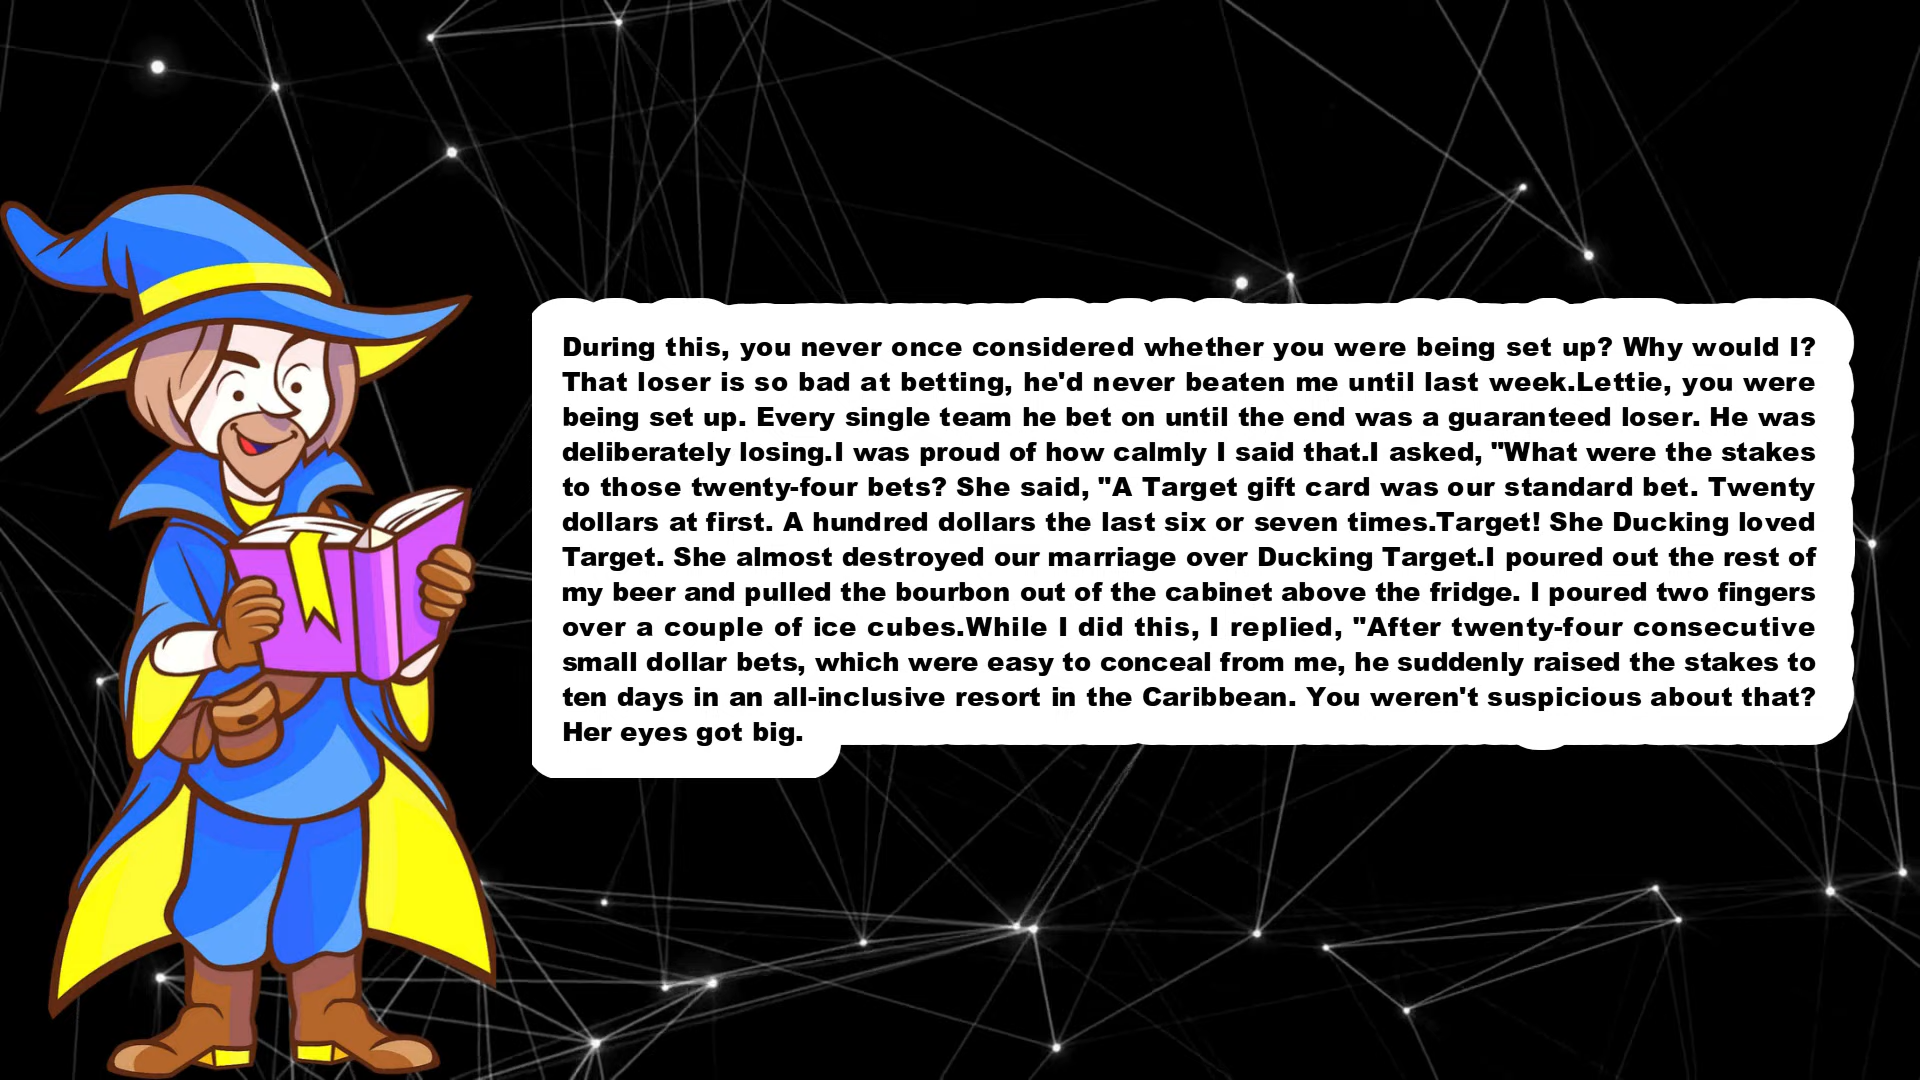 During this, you never once considered whether you were being set up? Why would I?
That loser is so bad at betting, he'd never beaten me until last week.Lettie, you were
being set up. Every single team he bet on until the end was a guaranteed loser. He was
deliberately losing.I was proud of how calmly I said that.I asked, "What were the stakes
to those twenty-four bets? She said, "A Target gift card was our standard bet. Twenty
dollars at first. A hundred dollars the last six or seven times.Target! She Ducking loved
Target. She almost destroyed our marriage over Ducking Target.I poured out the rest of
my beer and pulled the bourbon out of the cabinet above the fridge. I poured two fingers
over a couple of ice cubes.While I did this, I replied, "After twenty-four consecutive
small dollar bets, which were easy to conceal from me, he suddenly raised the stakes to
ten days in an all-inclusive resort in the Caribbean. You weren't suspicious about that?
Her eyes got big.